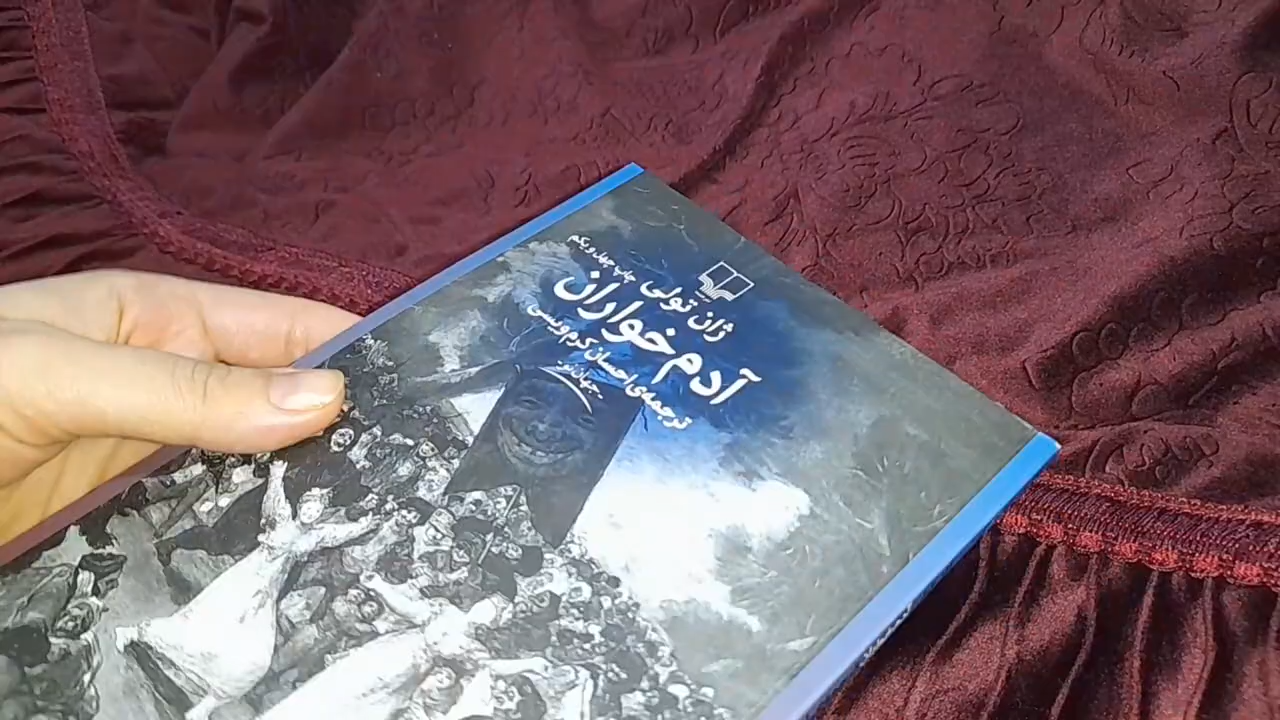 ژان تولی
چاپ چهل و یکم
آدم‌خواران
ترجمه‌ی احسان کرم‌ویسی
جهان‌نو